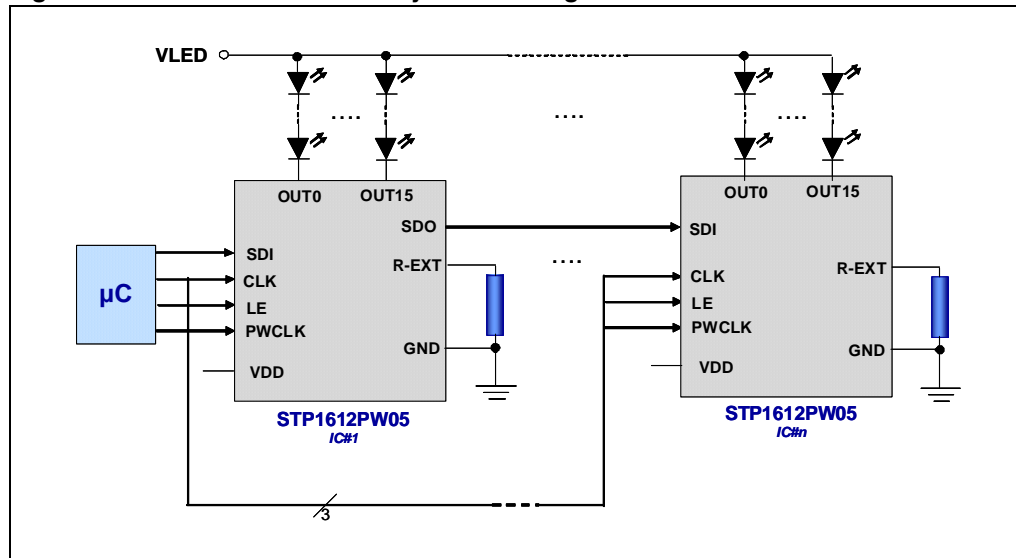 VLED
....
....
....
OUT0 OUT15
OUT0 OUT15
SDO
SDI
SDI
R-EXT
....
CLK
R-EXT
CLK
µC
LE
LE
PWCLK
PWCLK
GND
GND
VDD
VDD
STP1612PW05
IC#1
STP1612PW05
IC#n
3